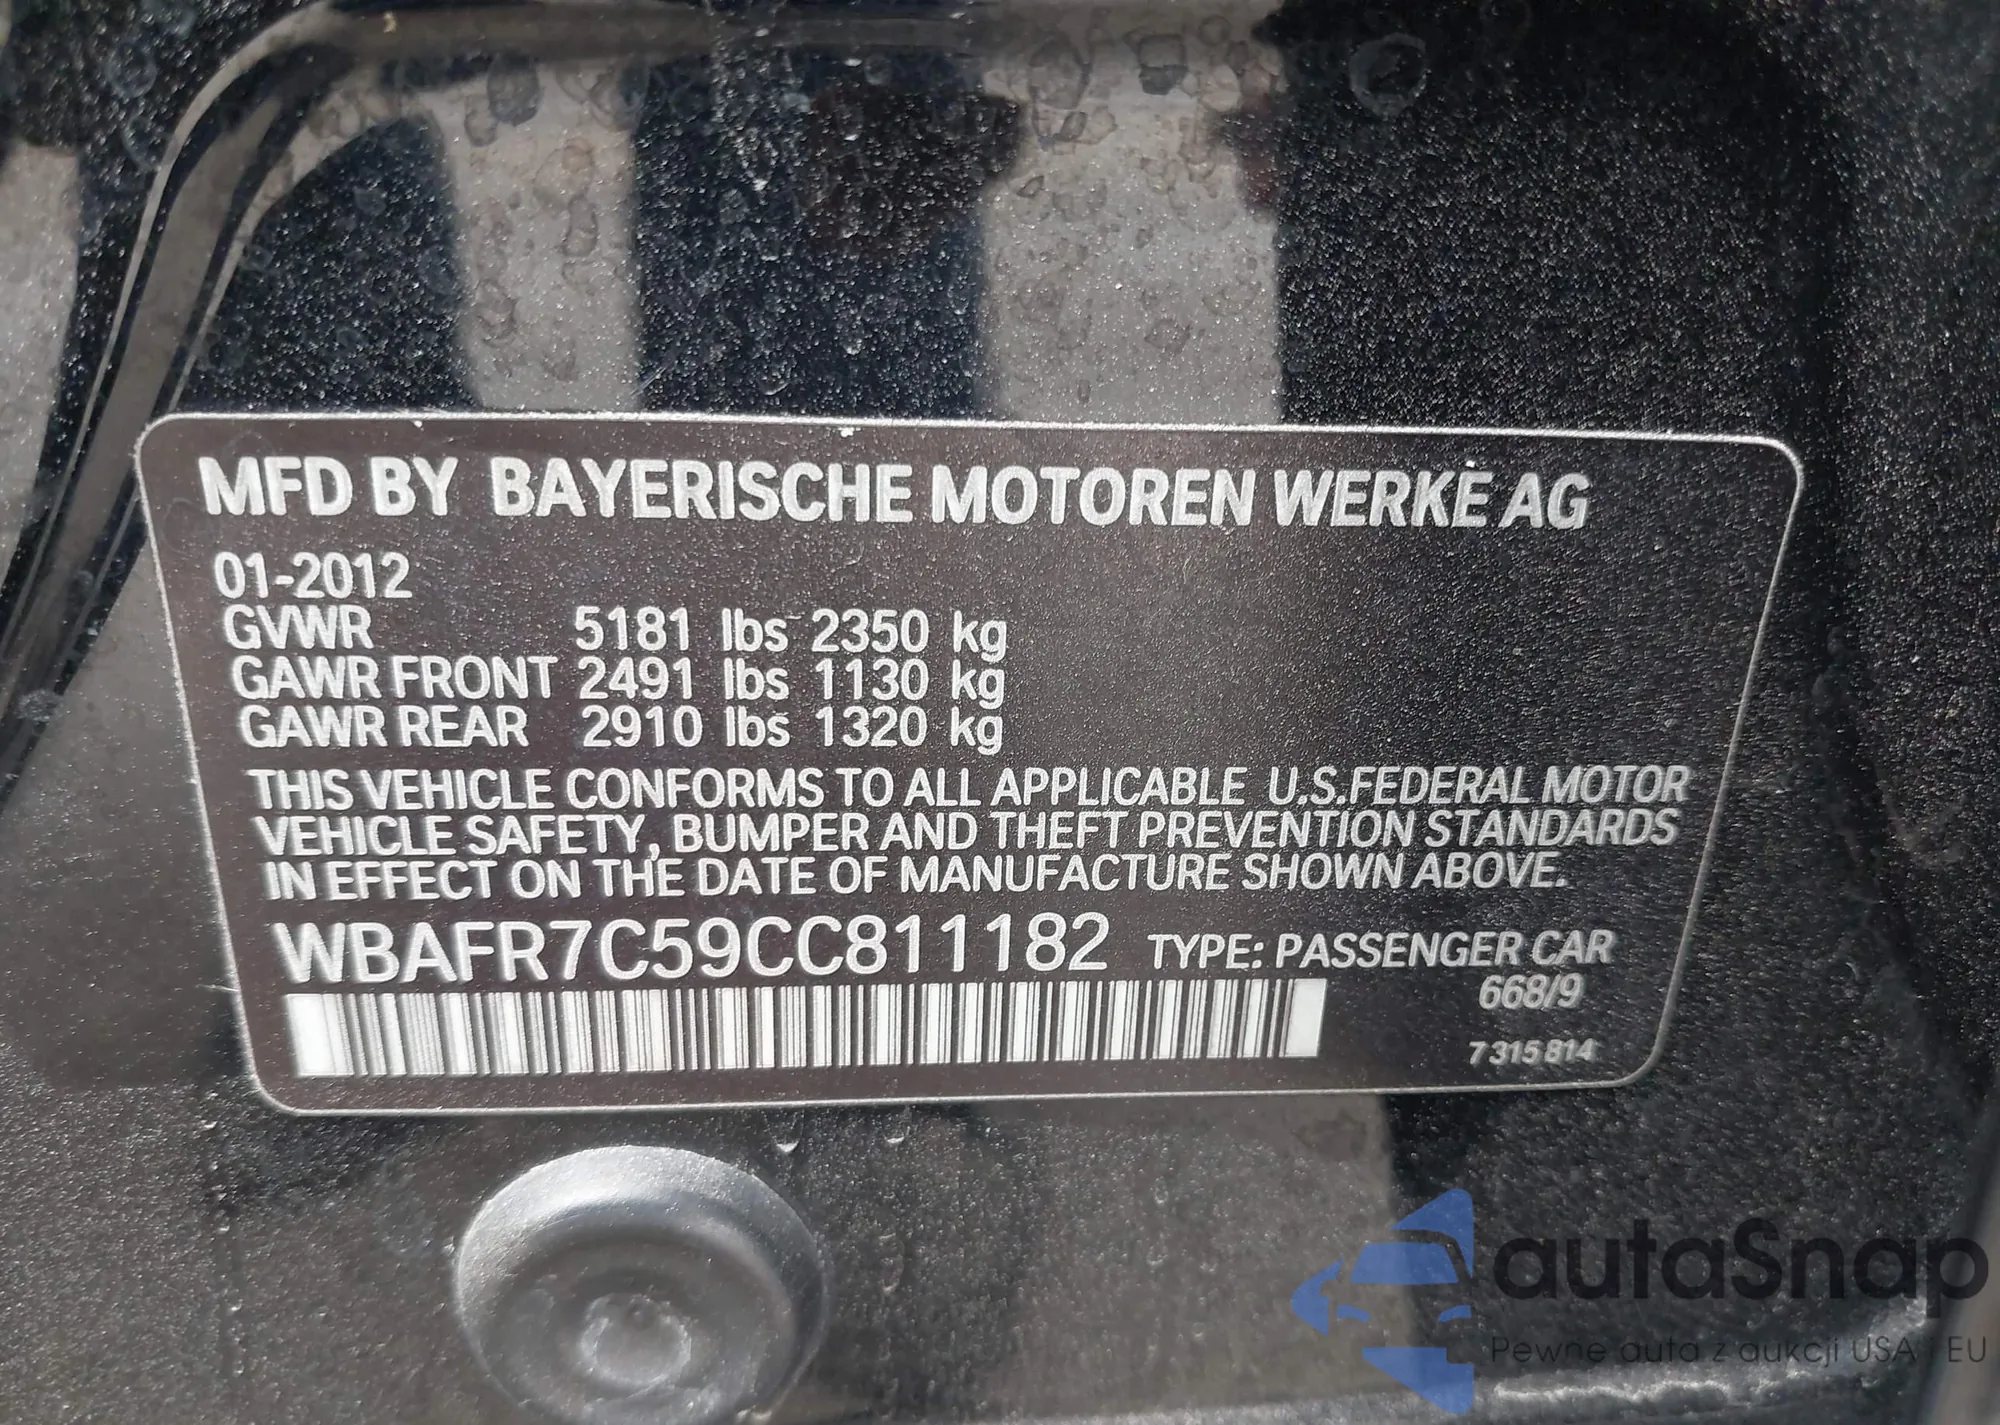 MFD BY BAYERISCHE MOTOREN WERKE AG
01-2012
GVWR 5181 lbs 2350 kg
GAWR FRONT 2491 lbs 1130 kg
GAWR REAR 2910 lbs 1320 kg
THIS VEHICLE CONFORMS TO ALL APPLICABLE U.S.FEDERAL MOTOR
VEHICLE SAFETY, BUMPER AND THEFT PREVENTION STANDARDS
IN EFFECT ON THE DATE OF MANUFACTURE SHOWN ABOVE.
WBAFR7C59CC811182 TYPE: PASSENGER CAR
668/9
7 315 814
autaSnap
Pewne auta z aukcji USA i EU